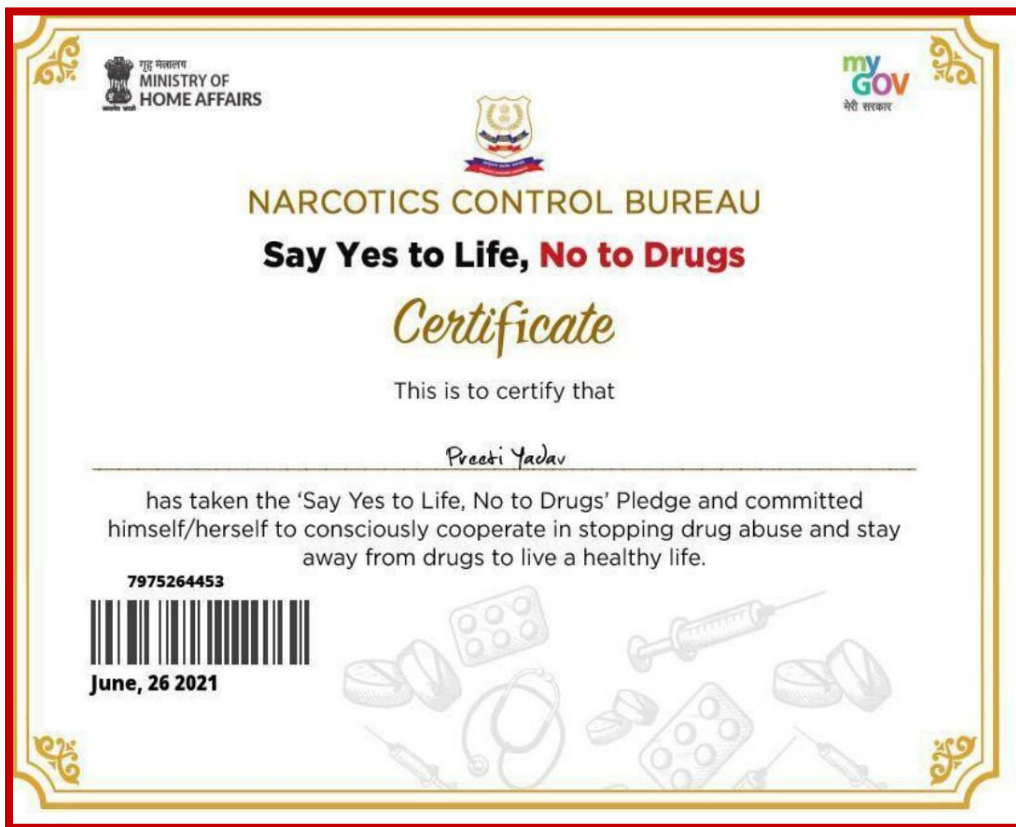 गृह मंत्रालय
MINISTRY OF
HOME AFFAIRS
my
GOV
मेरी सरकार
NARCOTICS CONTROL BUREAU
Say Yes to Life, No to Drugs
Certificate
This is to certify that
Preeti Yadav
has taken the ‘Say Yes to Life, No to Drugs’ Pledge and committed
himself/herself to consciously cooperate in stopping drug abuse and stay
away from drugs to live a healthy life.
7975264453
June, 26 2021